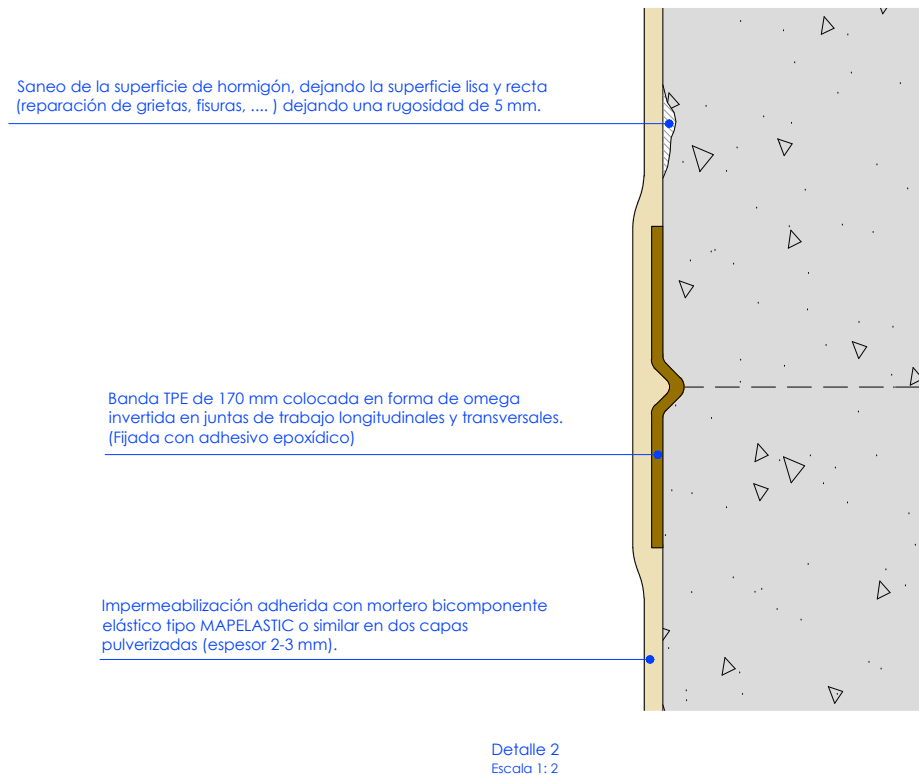 Saneo de la superficie de hormigón, dejando la superficie lisa y recta
(reparación de grietas, fisuras, .... ) dejando una rugosidad de 5 mm.
Banda TPE de 170 mm colocada en forma de omega
invertida en juntas de trabajo longitudinales y transversales.
(Fijada con adhesivo epoxídico)
Impermeabilización adherida con mortero bicomponente
elástico tipo MAPELASTIC o similar en dos capas
pulverizadas (espesor 2-3 mm).
Detalle 2
Escala 1: 2